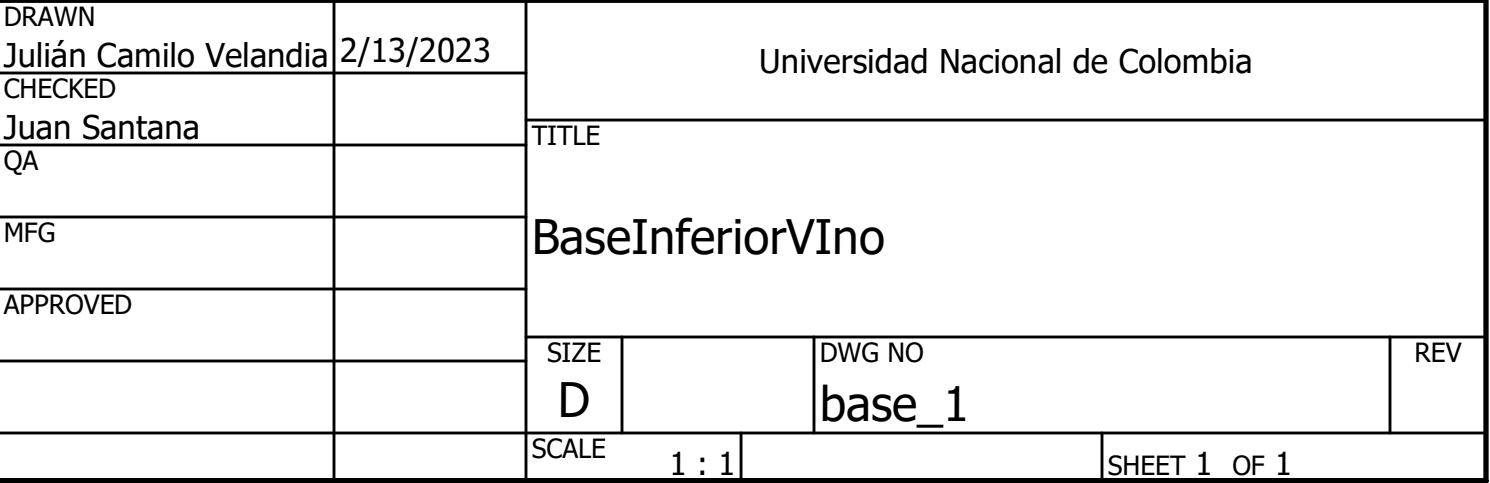 DRAWN
Julián Camilo Velandia 2/13/2023
CHECKED
Juan Santana
QA
MFG
APPROVED
Universidad Nacional de Colombia
TITLE
BaseInferiorVIno
SIZE
D
DWG NO
base_1
REV
SCALE
1 : 1
SHEET 1 OF 1